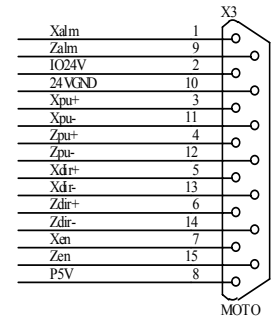 X3
Xalm 1
Zalm 9
IO24V 2
24VGND 10
Xpu+ 3
Xpu- 11
Zpu+ 4
Zpu- 12
Xdir+ 5
Xdir- 13
Zdir+ 6
Zdir- 14
Xen 7
Zen 15
P5V 8
MOTO